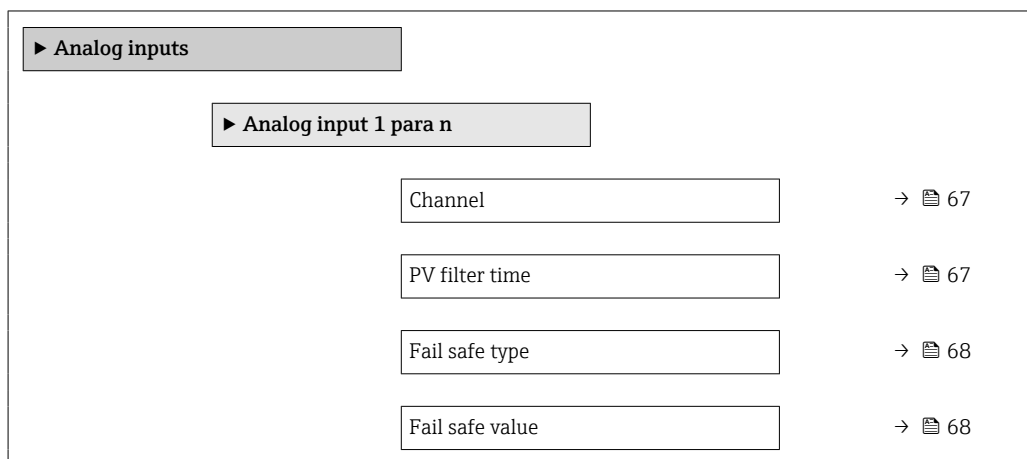 ▶ Analog inputs
▶ Analog input 1 para n
Channel → 67
PV filter time → 67
Fail safe type → 68
Fail safe value → 68